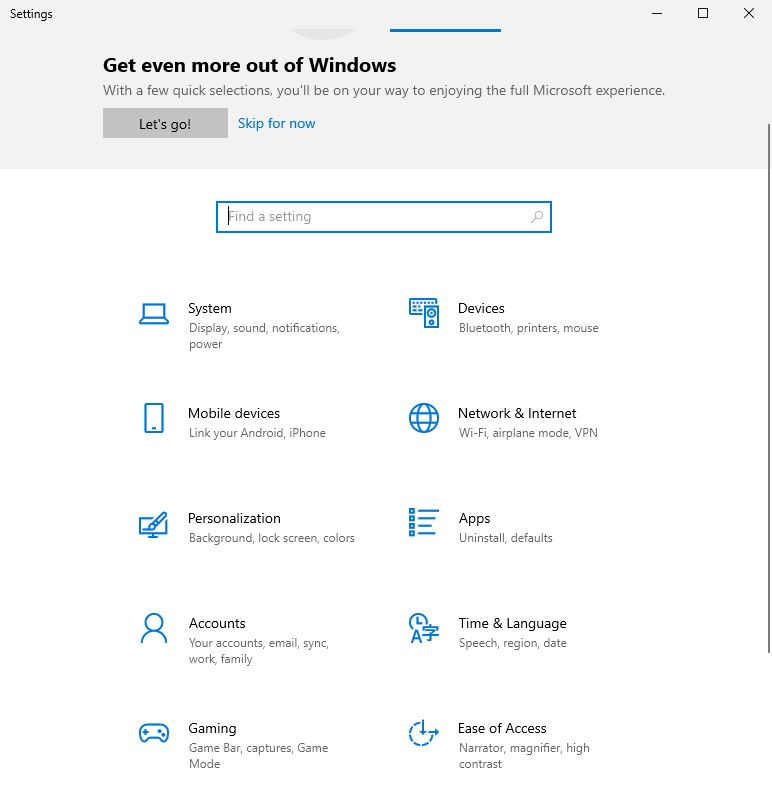 Settings
Get even more out of Windows
With a few quick selections, you'll be on your way to enjoying the full Microsoft experience.
Let's go!
Skip for now
Find a setting
System
Display, sound, notifications,
power
Devices
Bluetooth, printers, mouse
Mobile devices
Link your Android, iPhone
Network & Internet
Wi-Fi, airplane mode, VPN
Personalization
Background, lock screen, colors
Apps
Uninstall, defaults
Accounts
Your accounts, email, sync,
work, family
Time & Language
Speech, region, date
Gaming
Game Bar, captures, Game
Mode
Ease of Access
Narrator, magnifier, high
contrast